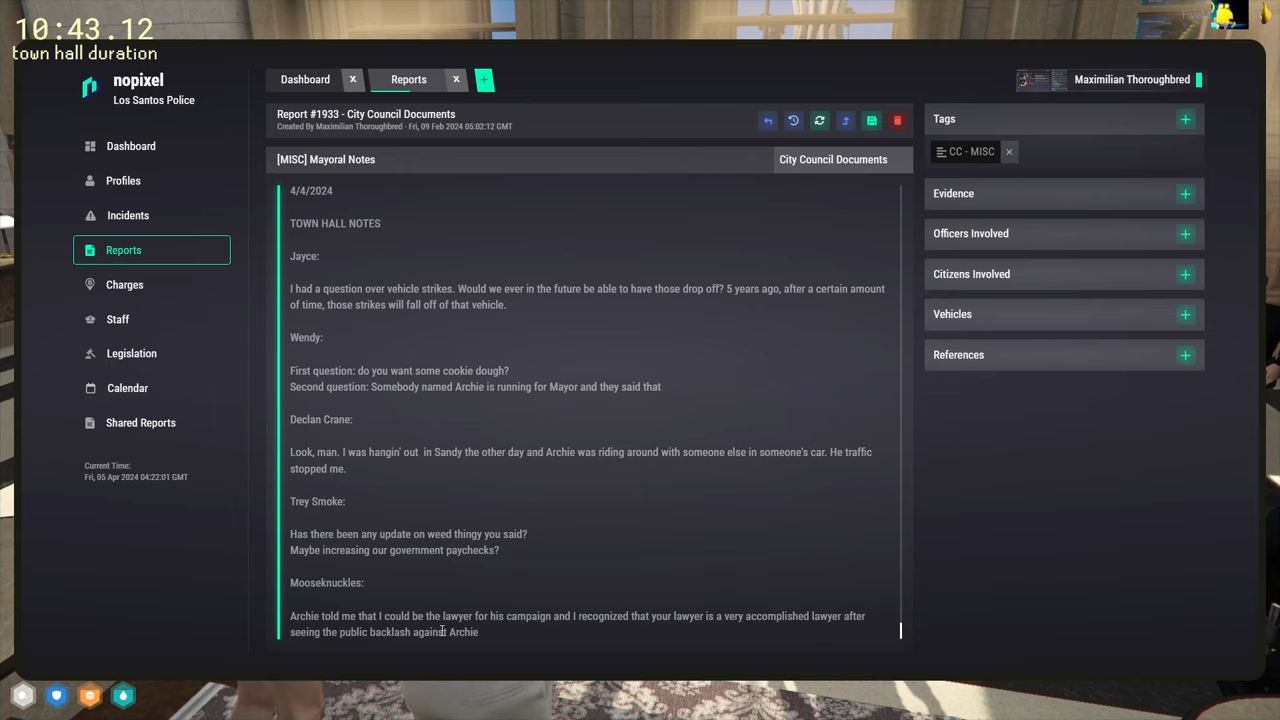 10:43.12
town hall duration
nopixel
Los Santos Police
Dashboard
Profiles
Incidents
Reports
Charges
Staff
Legislation
Calendar
Shared Reports
Current Time:
Fri, 05 Apr 2024 04:22:01 GMT
Dashboard x Reports x +
Maximilian Thoroughbred
Report #1933 - City Council Documents
Created By Maximilian Thoroughbred · Fri, 09 Feb 2024 05:02:12 GMT
[MISC] Mayoral Notes
City Council Documents
4/4/2024
TOWN HALL NOTES
Jayce:
I had a question over vehicle strikes. Would we ever in the future be able to have those drop off? 5 years ago, after a certain amount
of time, those strikes will fall off of that vehicle.
Wendy:
First question: do you want some cookie dough?
Second question: Somebody named Archie is running for Mayor and they said that
Declan Crane:
Look, man. I was hangin' out in Sandy the other day and Archie was riding around with someone else in someone's car. He traffic
stopped me.
Trey Smoke:
Has there been any update on weed thingy you said?
Maybe increasing our government paychecks?
Mooseknuckles:
Archie told me that I could be the lawyer for his campaign and I recognized that your lawyer is a very accomplished lawyer after
seeing the public backlash against Archie
Tags +
CC - MISC x
Evidence +
Officers Involved +
Citizens Involved +
Vehicles +
References +